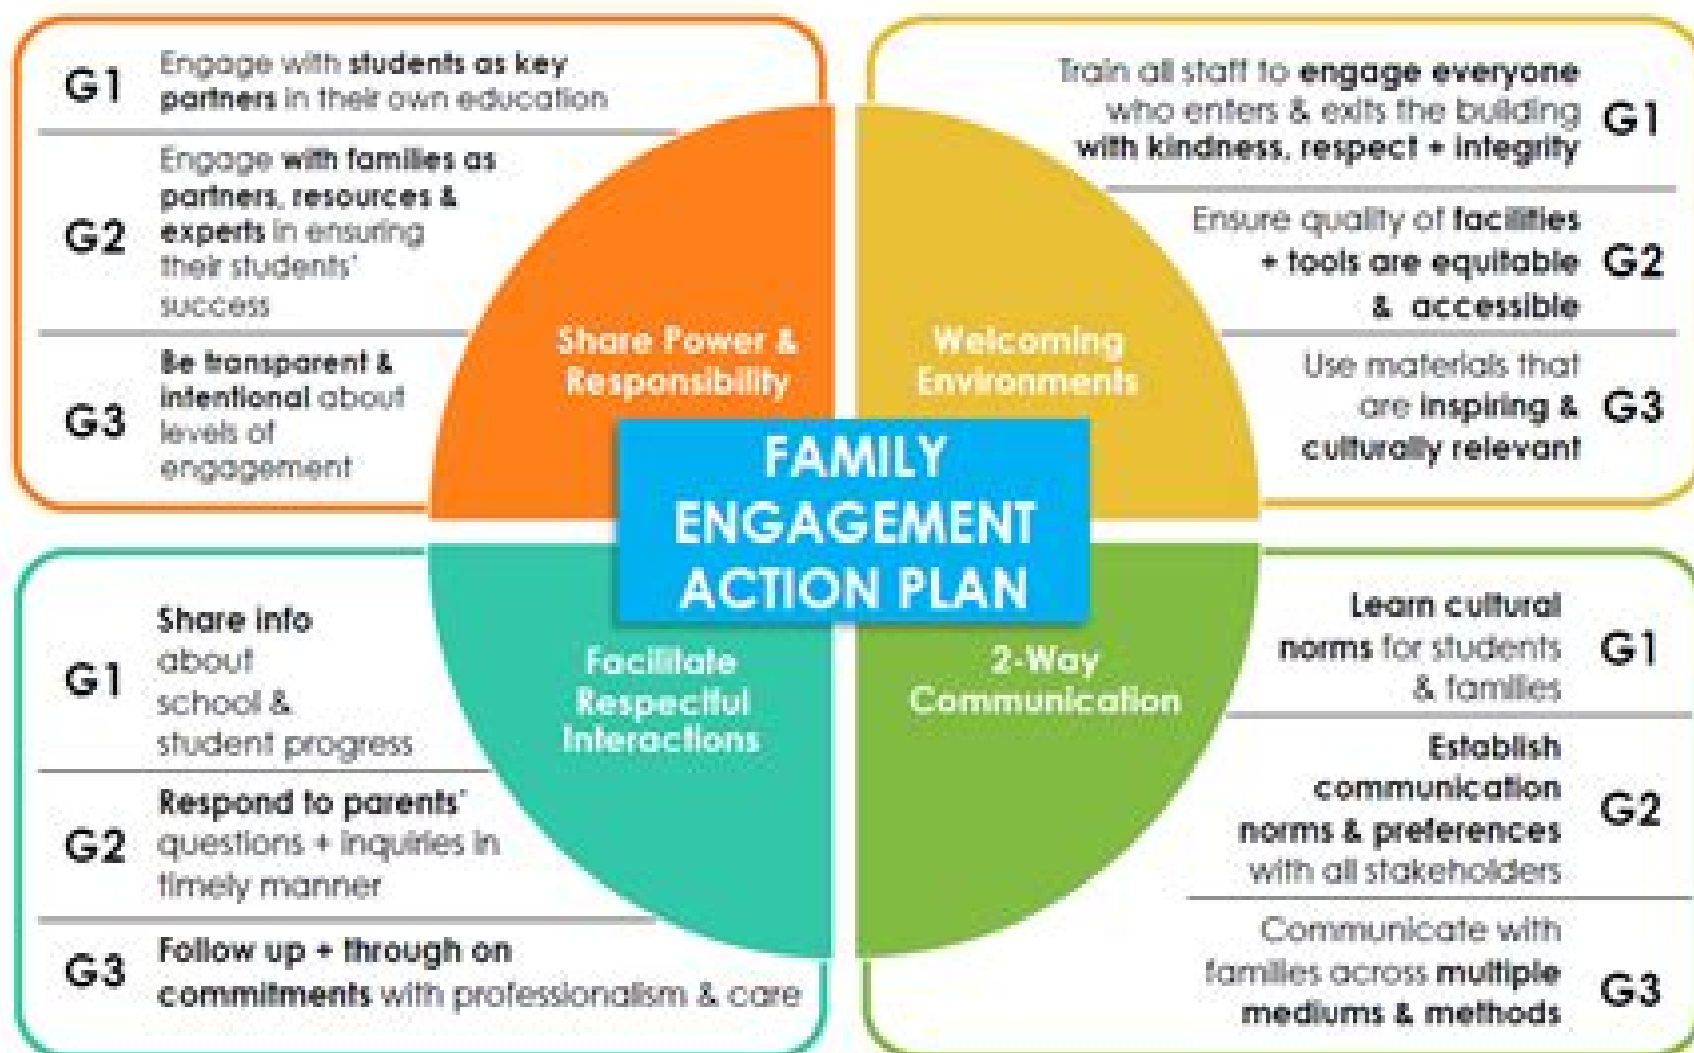 G1
Engage with students as key
partners in their own education
G2
Engage with families as
partners, resources &
experts in ensuring
their students'
success
G3
Be transparent &
intentional about
levels of
engagement
Share Power &
Responsibility
Train all staff to engage everyone
who enters & exits the building
with kindness, respect + integrity
G1
Ensure quality of facilities
+ tools are equitable
& accessible
G2
Use materials that
are inspiring &
culturally relevant
G3
Welcoming
Environments
FAMILY
ENGAGEMENT
ACTION PLAN
G1
Share info
about
school &
student progress
G2
Respond to parents'
questions + inquiries in
timely manner
G3
Follow up + through on
commitments with professionalism & care
Facilitate
Respectful
Interactions
2-Way
Communication
Learn cultural
norms for students
& families
G1
Establish
communication
norms & preferences
with all stakeholders
G2
Communicate with
families across multiple
mediums & methods
G3